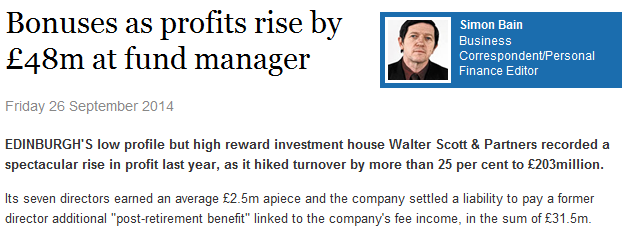 Bonuses as profits rise by
£48m at fund manager
Simon Bain
Business
Correspondent/Personal
Finance Editor
Friday 26 September 2014
EDINBURGH'S low profile but high reward investment house Walter Scott & Partners recorded a
spectacular rise in profit last year, as it hiked turnover by more than 25 per cent to £203million.
Its seven directors earned an average £2.5m apiece and the company settled a liability to pay a former
director additional "post-retirement benefit" linked to the company's fee income, in the sum of £31.5m.